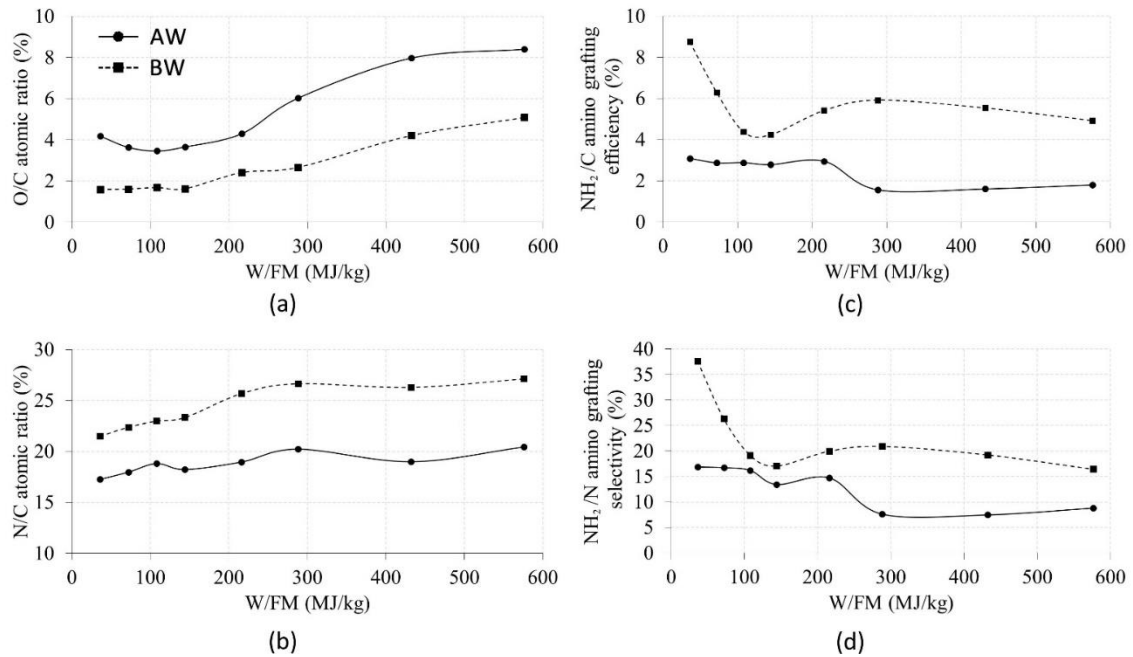 O/C atomic ratio (%)
10
8
6
4
2
0
AW
BW
0 100 200 300 400 500 600
W/FM (MJ/kg)
(a)
NH₂/C amino grafting
efficiency (%)
10
8
6
4
2
0
0 100 200 300 400 500 600
W/FM (MJ/kg)
(c)
N/C atomic ratio (%)
30
25
20
15
10
0 100 200 300 400 500 600
W/FM (MJ/kg)
(b)
NH₂/N amino grafting
selectivity (%)
40
35
30
25
20
15
10
5
0
0 100 200 300 400 500 600
W/FM (MJ/kg)
(d)